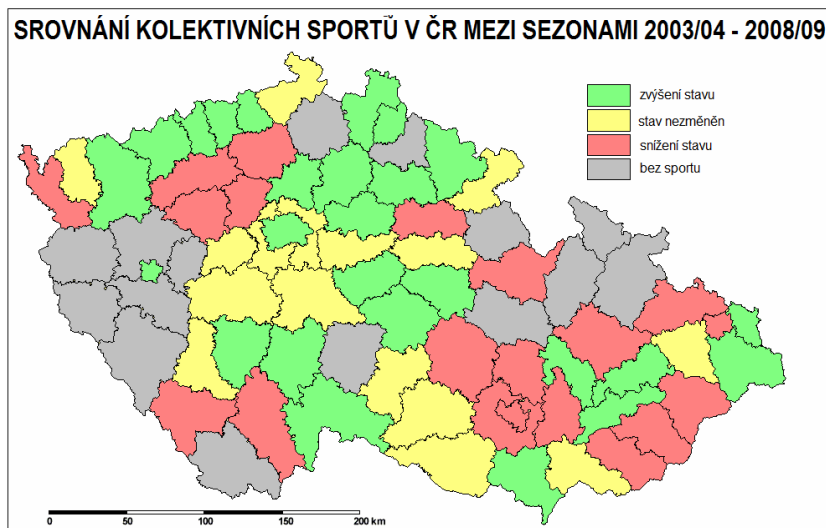 SROVNÁNÍ KOLEKTIVNÍCH SPORTŮ V ČR MEZI SEZONAMI 2003/04 - 2008/09
zvýšení stavu
stav nezměněn
snížení stavu
bez sportu
0 50 100 150 200 km